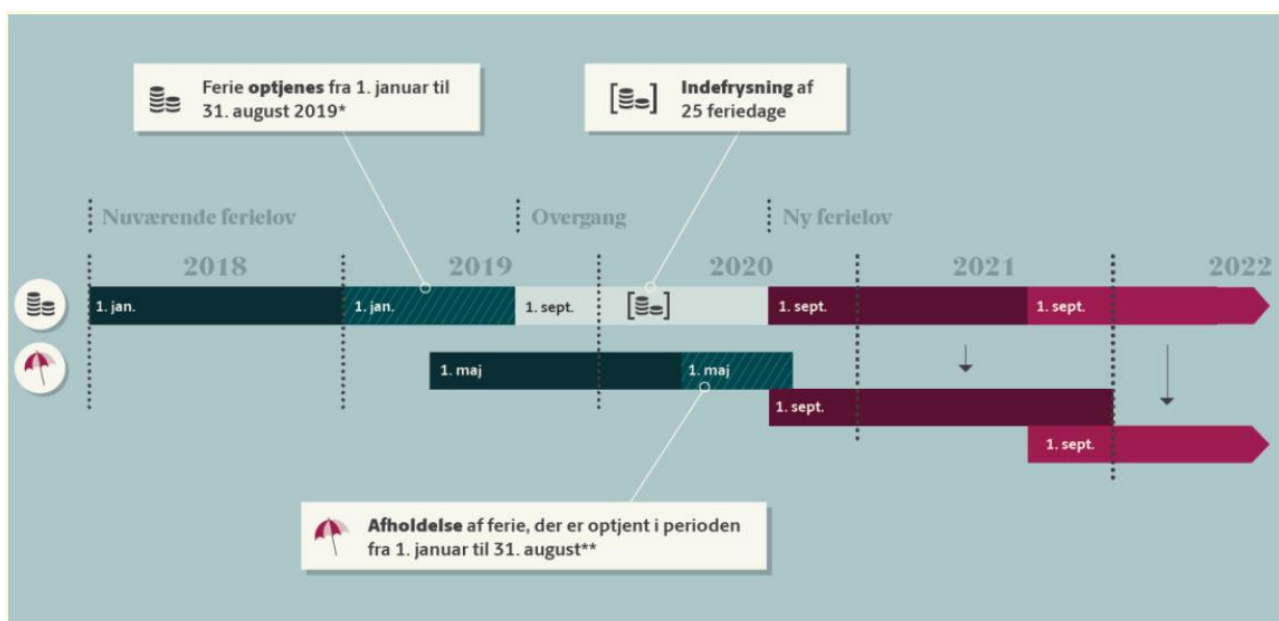 Ferie optjenes fra 1. januar til
31. august 2019*
Indefrysning af
25 feriedage
Nuværende ferielov
Overgang
Ny ferielov
2018
2019
2020
2021
2022
1. jan.
1. jan.
1. sept.
1. sept.
1. sept.
1. maj
1. maj
1. sept.
1. sept.
Afholdelse af ferie, der er optjent i perioden
fra 1. januar til 31. august**